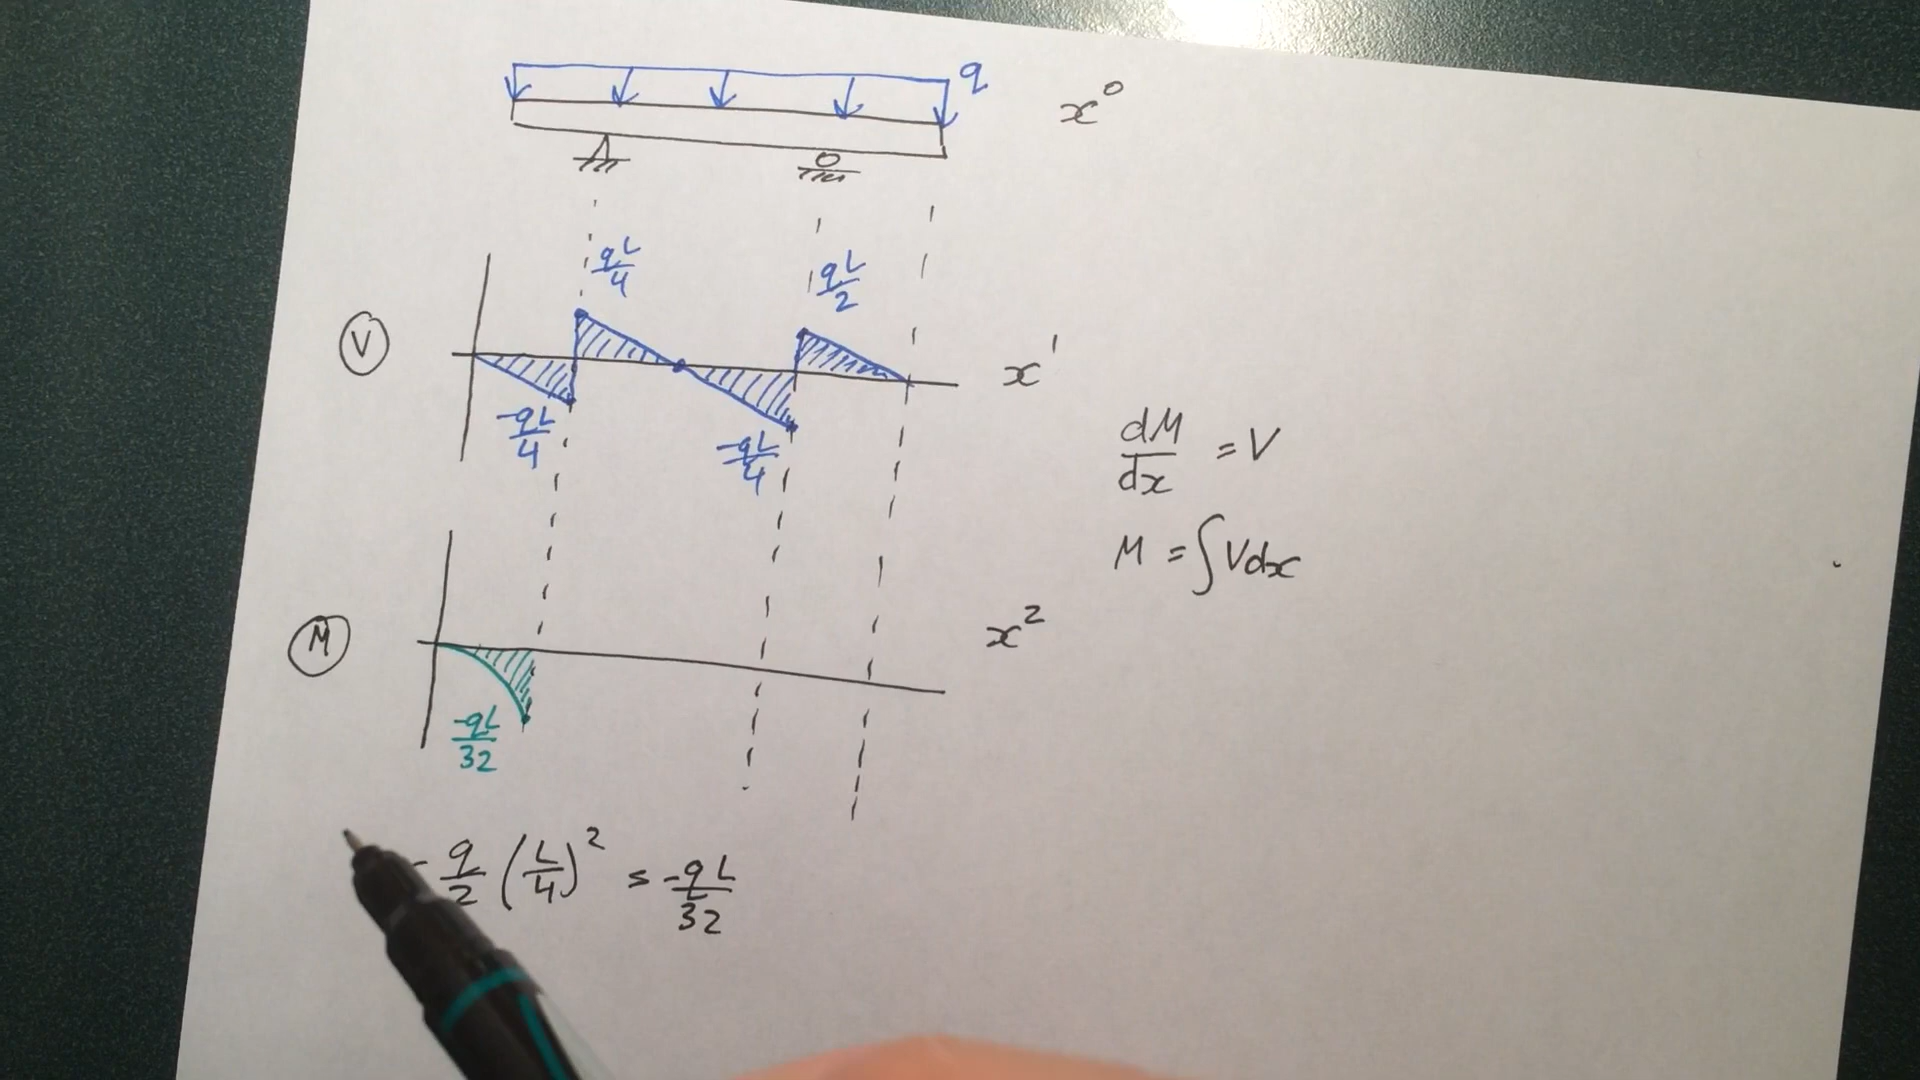 q
x⁰
qL/4
qL/2
V
x¹
-qL/4
-qL/4
dM/dx = V
M = ∫Vdx
M
x²
-qL/32
- q/2 (L/4)² = -qL/32